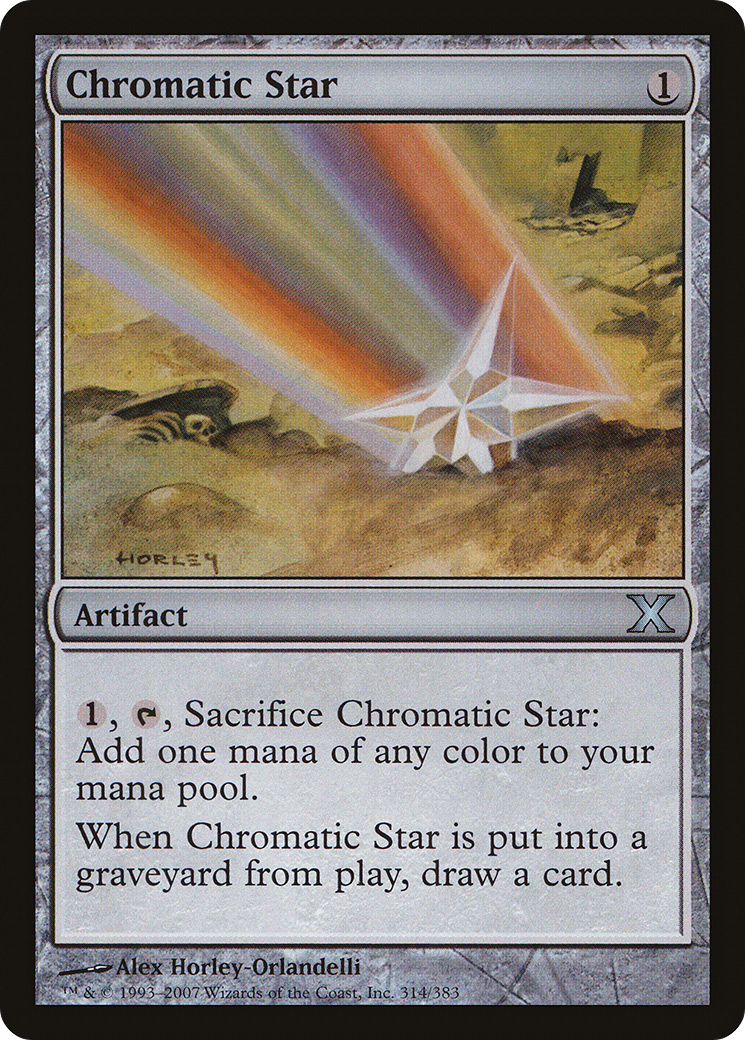 Chromatic Star 1
HORLEY
Artifact X
1, , Sacrifice Chromatic Star:
Add one mana of any color to your
mana pool.
When Chromatic Star is put into a
graveyard from play, draw a card.
Alex Horley-Orlandelli
™ & © 1993–2007 Wizards of the Coast, Inc. 314/383